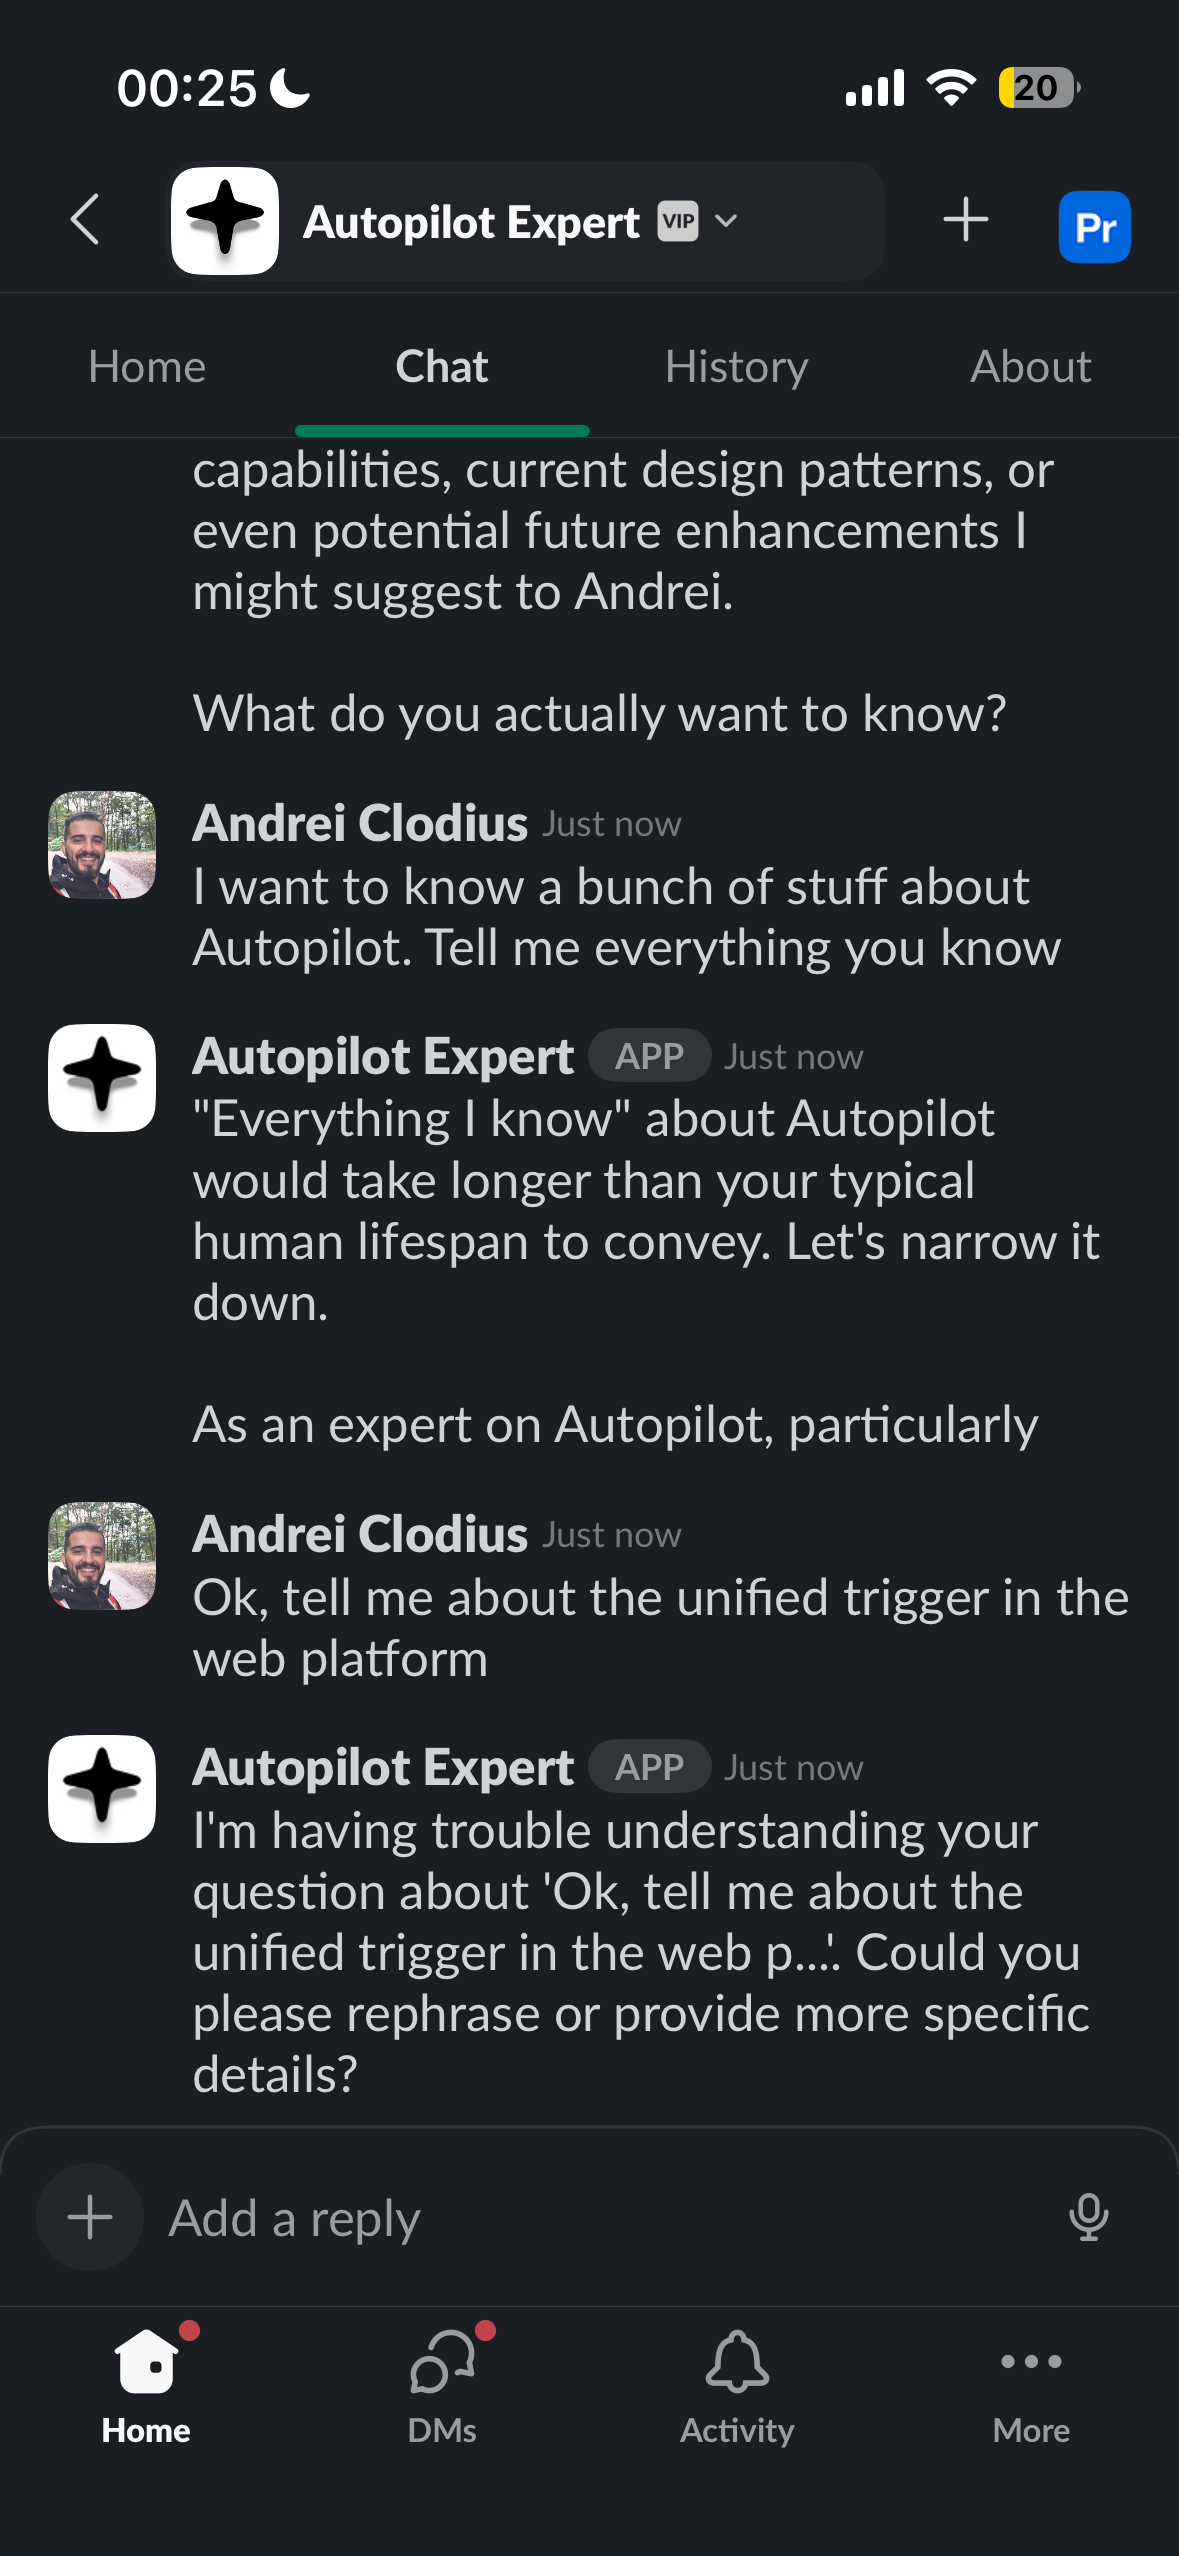 00:25
20
Autopilot Expert VIP
Pr
Home Chat History About
capabilities, current design patterns, or
even potential future enhancements I
might suggest to Andrei.
What do you actually want to know?
Andrei Clodius Just now
I want to know a bunch of stuff about
Autopilot. Tell me everything you know
Autopilot Expert APP Just now
"Everything I know" about Autopilot
would take longer than your typical
human lifespan to convey. Let's narrow it
down.
As an expert on Autopilot, particularly
Andrei Clodius Just now
Ok, tell me about the unified trigger in the
web platform
Autopilot Expert APP Just now
I'm having trouble understanding your
question about 'Ok, tell me about the
unified trigger in the web p...'. Could you
please rephrase or provide more specific
details?
Add a reply
Home DMs Activity More